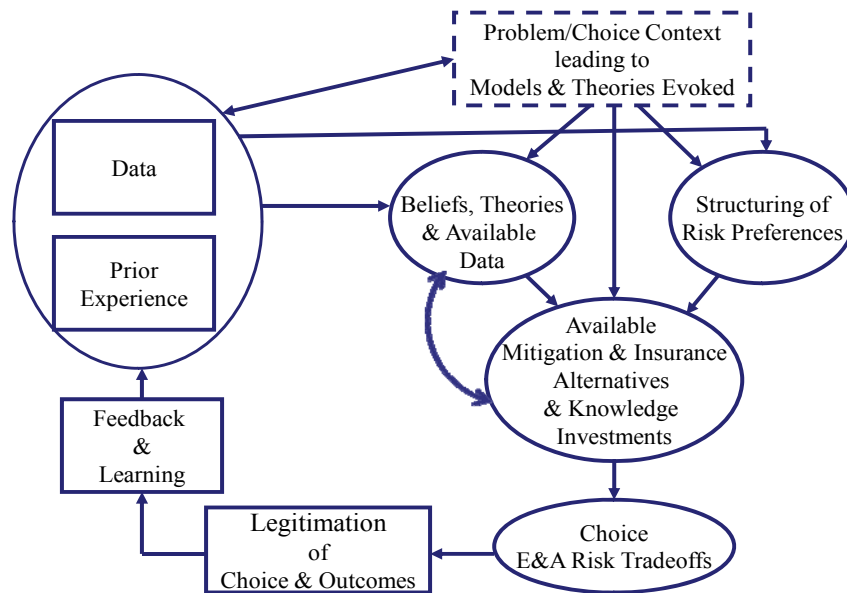 Problem/Choice Context
leading to
Models & Theories Evoked
Data
Prior
Experience
Beliefs, Theories
& Available
Data
Structuring of
Risk Preferences
Available
Mitigation & Insurance
Alternatives
& Knowledge
Investments
Feedback
&
Learning
Legitimation
of
Choice & Outcomes
Choice
E&A Risk Tradeoffs